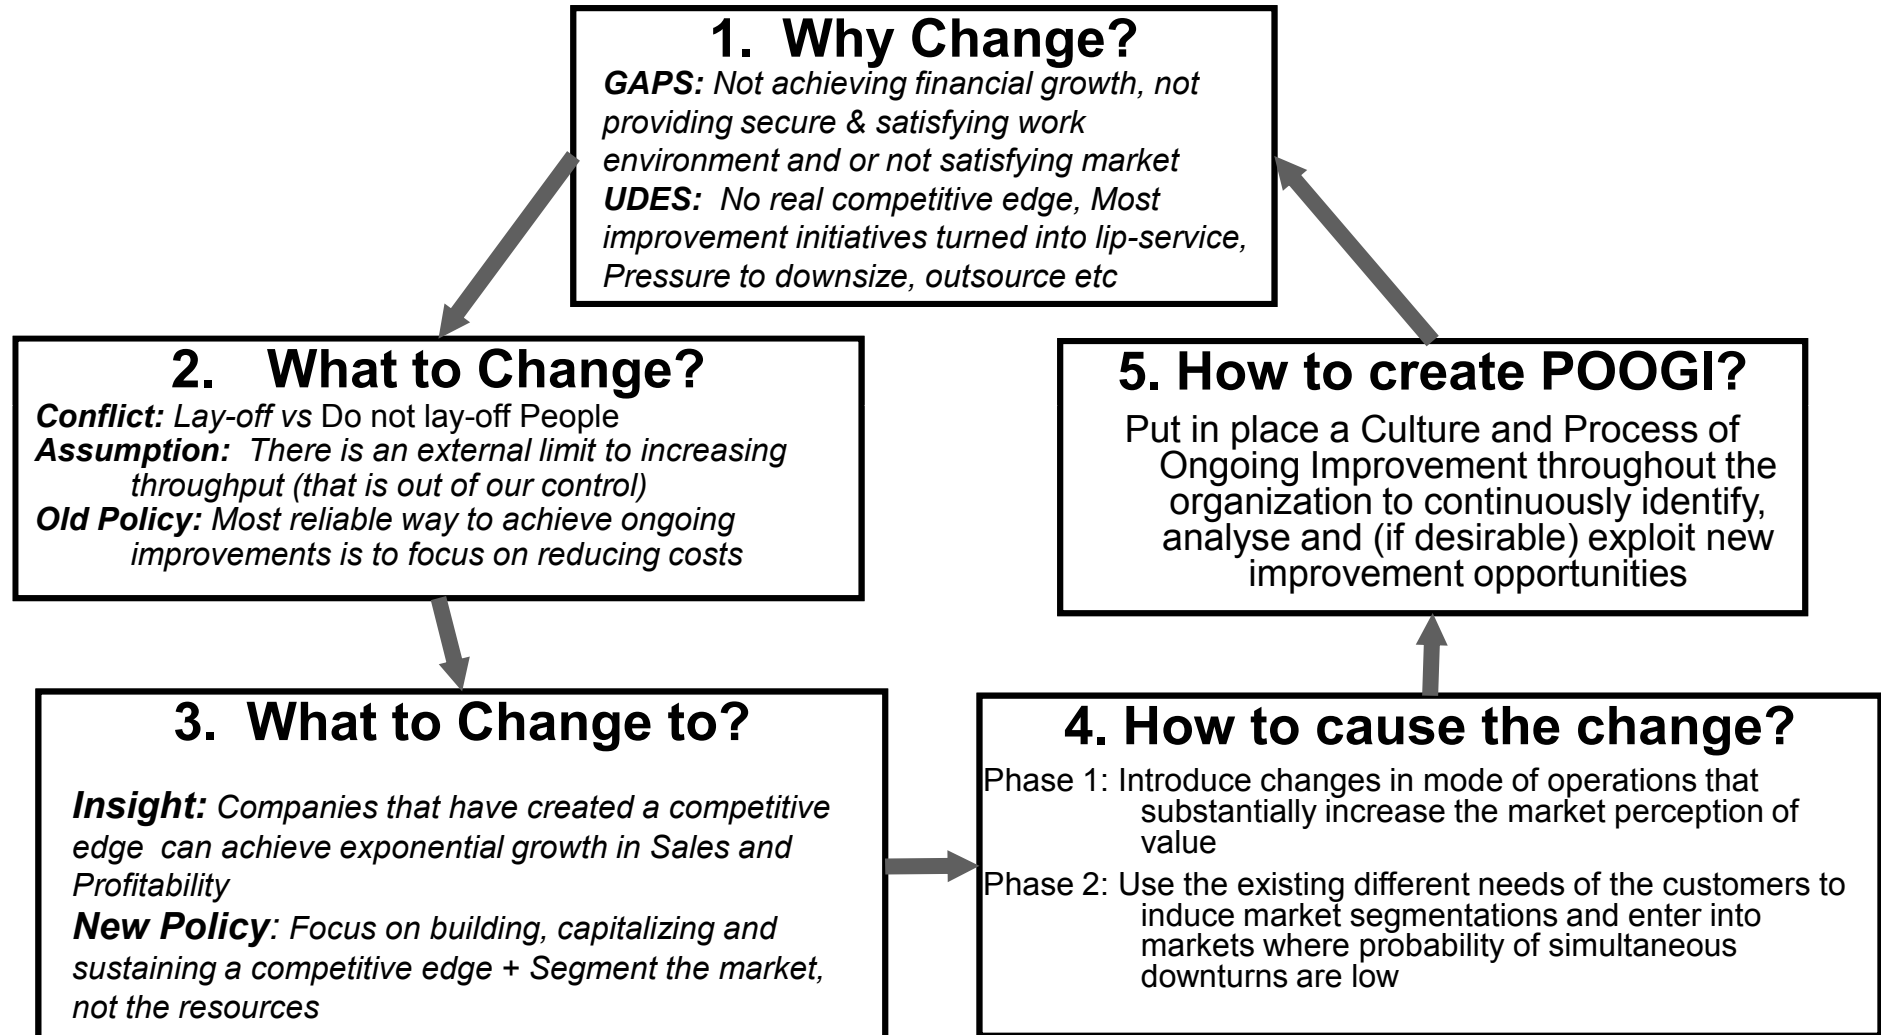 1. Why Change?
GAPS: Not achieving financial growth, not
providing secure & satisfying work
environment and or not satisfying market
UDES: No real competitive edge, Most
improvement initiatives turned into lip-service,
Pressure to downsize, outsource etc
2. What to Change?
Conflict: Lay-off vs Do not lay-off People
Assumption: There is an external limit to increasing
throughput (that is out of our control)
Old Policy: Most reliable way to achieve ongoing
improvements is to focus on reducing costs
3. What to Change to?
Insight: Companies that have created a competitive
edge can achieve exponential growth in Sales and
Profitability
New Policy: Focus on building, capitalizing and
sustaining a competitive edge + Segment the market,
not the resources
4. How to cause the change?
Phase 1: Introduce changes in mode of operations that
substantially increase the market perception of
value
Phase 2: Use the existing different needs of the customers to
induce market segmentations and enter into
markets where probability of simultaneous
downturns are low
5. How to create POOGI?
Put in place a Culture and Process of
Ongoing Improvement throughout the
organization to continuously identify,
analyse and (if desirable) exploit new
improvement opportunities